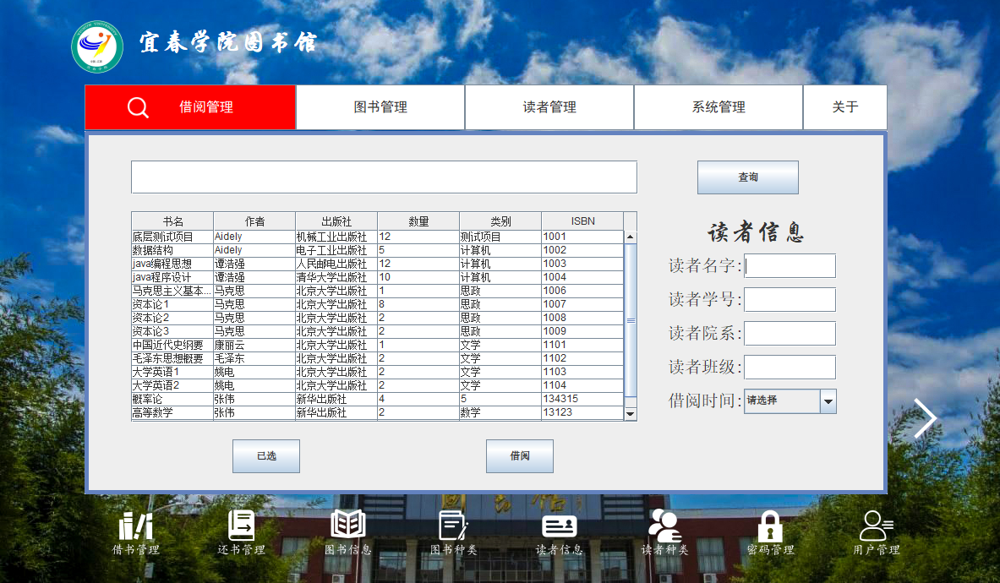 宜春学院图书馆
借阅管理 图书管理 读者管理 系统管理 关于
查询
书名 作者 出版社 数量 类别 ISBN
底层测试项目 Aidely 机械工业出版社 12 测试项目 1001
数据结构 Aidely 电子工业出版社 5 计算机 1002
java编程思想 谭浩强 人民邮电出版社 12 计算机 1003
java程序设计 谭浩强 清华大学出版社 10 计算机 1004
马克思主义基本... 马克思 北京大学出版社 1 思政 1006
资本论1 马克思 北京大学出版社 8 思政 1007
资本论2 马克思 北京大学出版社 2 思政 1008
资本论3 马克思 北京大学出版社 2 思政 1009
中国近代史纲要 康丽云 北京大学出版社 1 文学 1101
毛泽东思想概要 毛泽东 北京大学出版社 2 文学 1102
大学英语1 姚电 北京大学出版社 2 文学 1103
大学英语2 姚电 北京大学出版社 2 文学 1104
概率论 张伟 新华出版社 4 5 134315
高等数学 张伟 新华出版社 2 数学 13123
读者信息
读者名字:
读者学号:
读者院系:
读者班级:
借阅时间: 请选择
已选 借阅
借书管理 还书管理 图书信息 图书种类 读者信息 读者种类 密码管理 用户管理